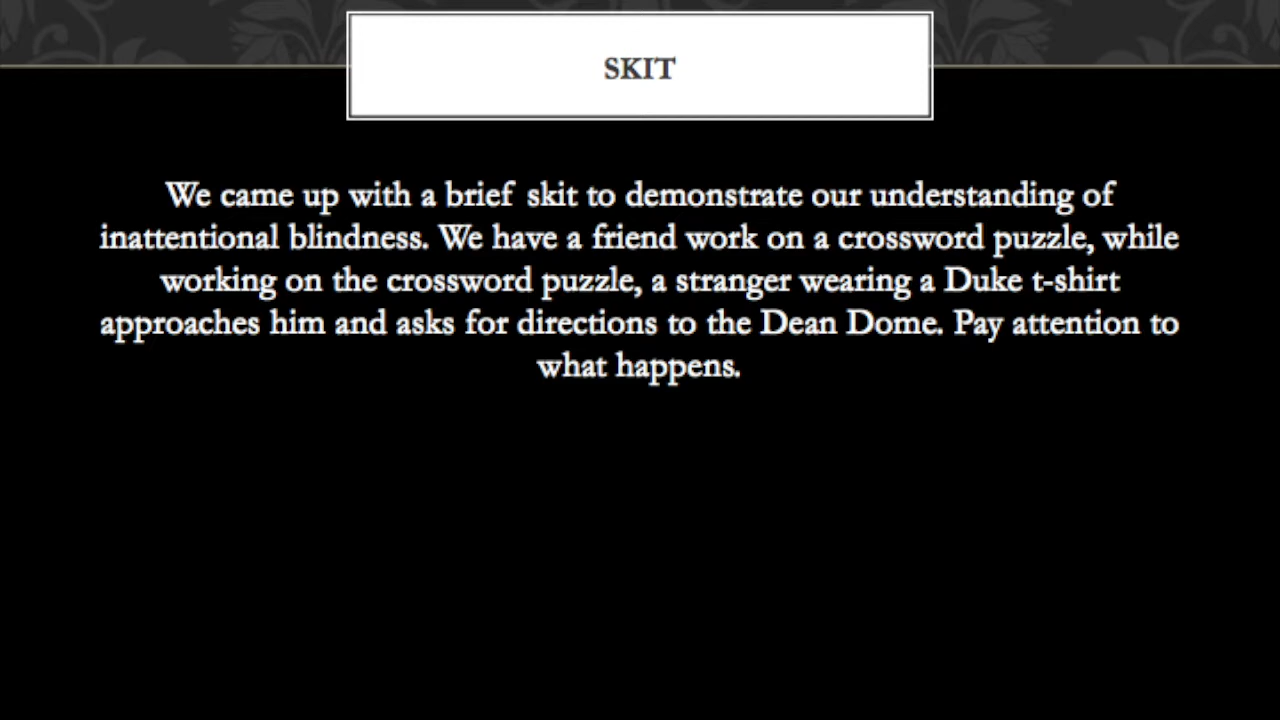 SKIT
We came up with a brief skit to demonstrate our understanding of
inattentional blindness. We have a friend work on a crossword puzzle, while
working on the crossword puzzle, a stranger wearing a Duke t-shirt
approaches him and asks for directions to the Dean Dome. Pay attention to
what happens.